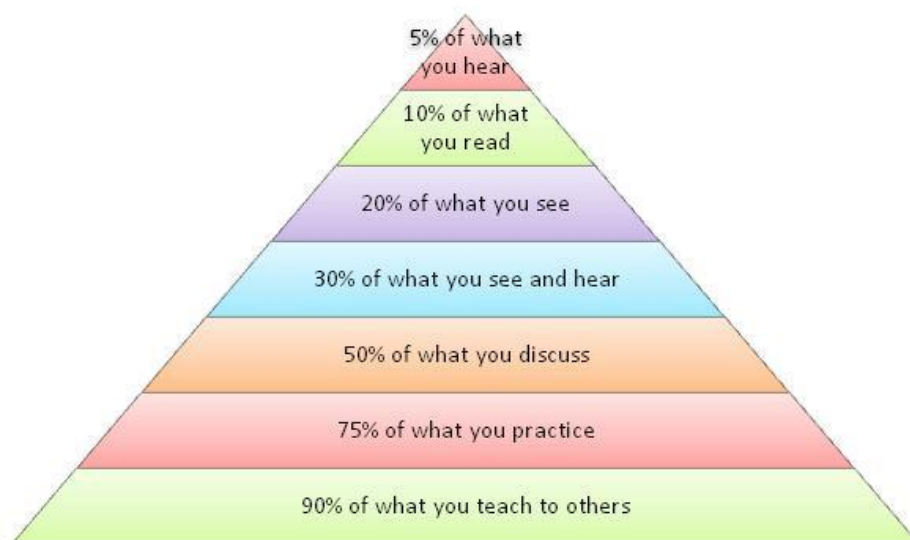 5% of what
you hear
10% of what
you read
20% of what you see
30% of what you see and hear
50% of what you discuss
75% of what you practice
90% of what you teach to others